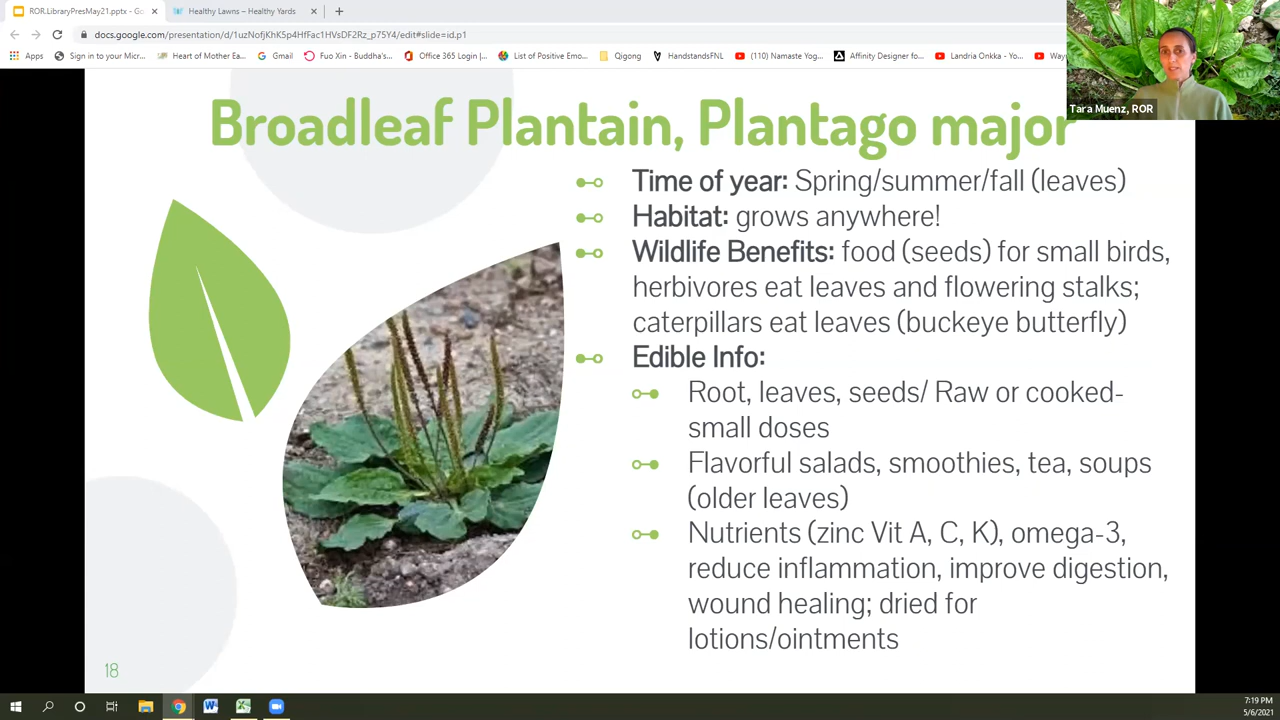 ROR.LibraryPresMay21.pptx - Go
Healthy Lawns – Healthy Yards
docs.google.com/presentation/d/1uzNofjKhK5p4HfFac1HVsDF2Rz_p75Y4/edit#slide=id.p1
Apps
Sign in to your Micr...
Heart of Mother Ea...
Gmail
Fuo Xin - Buddha's...
Office 365 Login |...
List of Positive Emo...
Qigong
HandstandsFNL
(110) Namaste Yog...
Affinity Designer fo...
Landria Onkka - Yo...
Way
Tara Muenz, ROR
Broadleaf Plantain, Plantago major
Time of year: Spring/summer/fall (leaves)
Habitat: grows anywhere!
Wildlife Benefits: food (seeds) for small birds,
herbivores eat leaves and flowering stalks;
caterpillars eat leaves (buckeye butterfly)
Edible Info:
Root, leaves, seeds/ Raw or cooked-
small doses
Flavorful salads, smoothies, tea, soups
(older leaves)
Nutrients (zinc Vit A, C, K), omega-3,
reduce inflammation, improve digestion,
wound healing; dried for
lotions/ointments
18
7:19 PM
5/6/2021